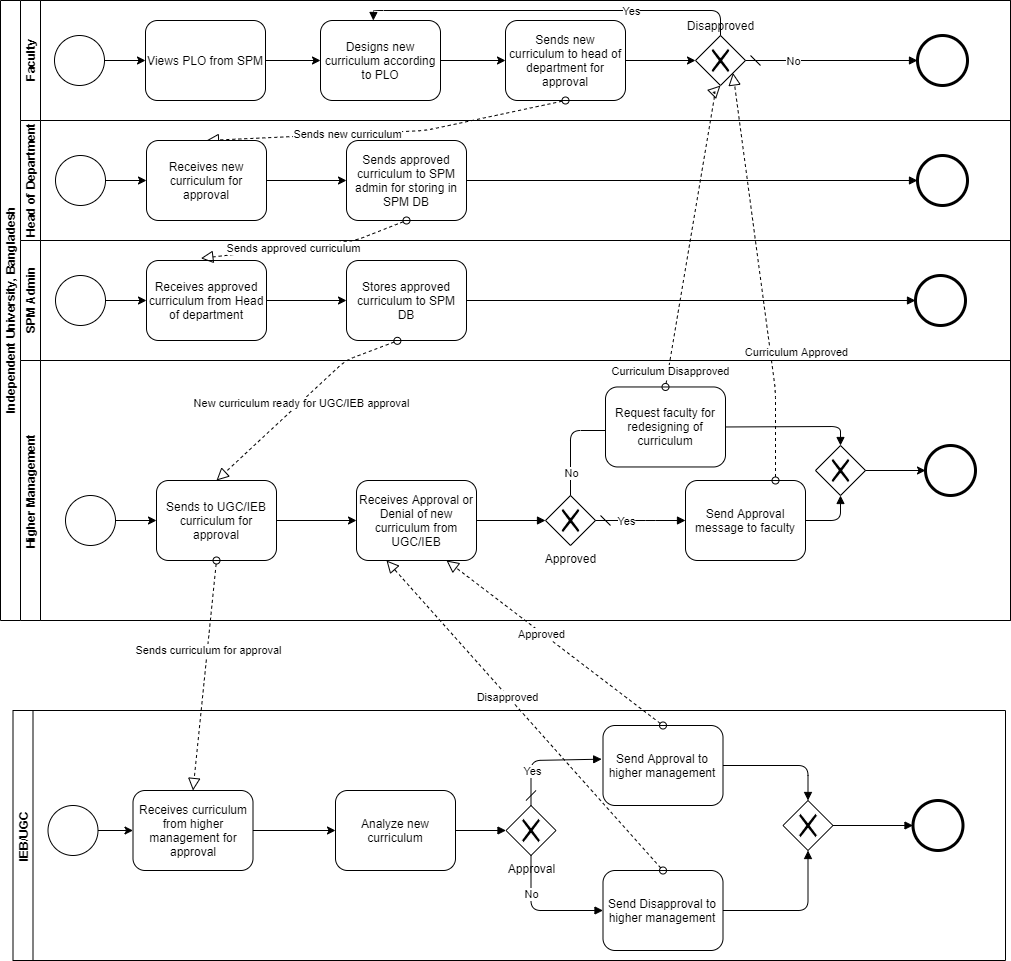 Independent University, Bangladesh
Faculty
Views PLO from SPM
Designs new
curriculum according
to PLO
Sends new
curriculum to head of
department for
approval
Yes
Disapproved
No
Head of Department
Sends new curriculum
Receives new
curriculum for
approval
Sends approved
curriculum to SPM
admin for storing in
SPM DB
SPM Admin
Sends approved curriculum
Receives approved
curriculum from Head
of department
Stores approved
curriculum to SPM
DB
Curriculum Approved
Higher Management
Curriculum Disapproved
New curriculum ready for UGC/IEB approval
Request faculty for
redesigning of
curriculum
No
Sends to UGC/IEB
curriculum for
approval
Receives Approval or
Denial of new
curriculum from
UGC/IEB
Yes
Approved
Send Approval
message to faculty
Approved
Sends curriculum for approval
Disapproved
IEB/UGC
Receives curriculum
from higher
management for
approval
Analyze new
curriculum
Yes
Approval
No
Send Approval to
higher management
Send Disapproval to
higher management